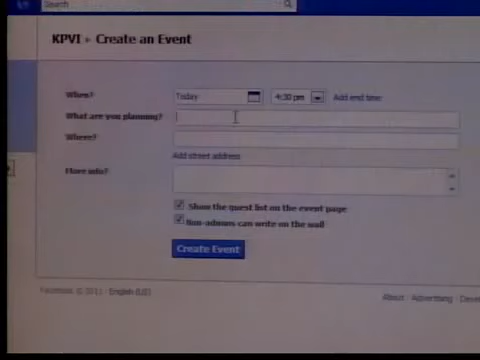 Search
KPVI » Create an Event
When? Today 4:30 pm Add end time
What are you planning?
Where?
Add street address
More info?
Show the guest list on the event page
Non-admins can write on the wall
Create Event
Facebook © 2011 · English (US)
About · Advertising ·